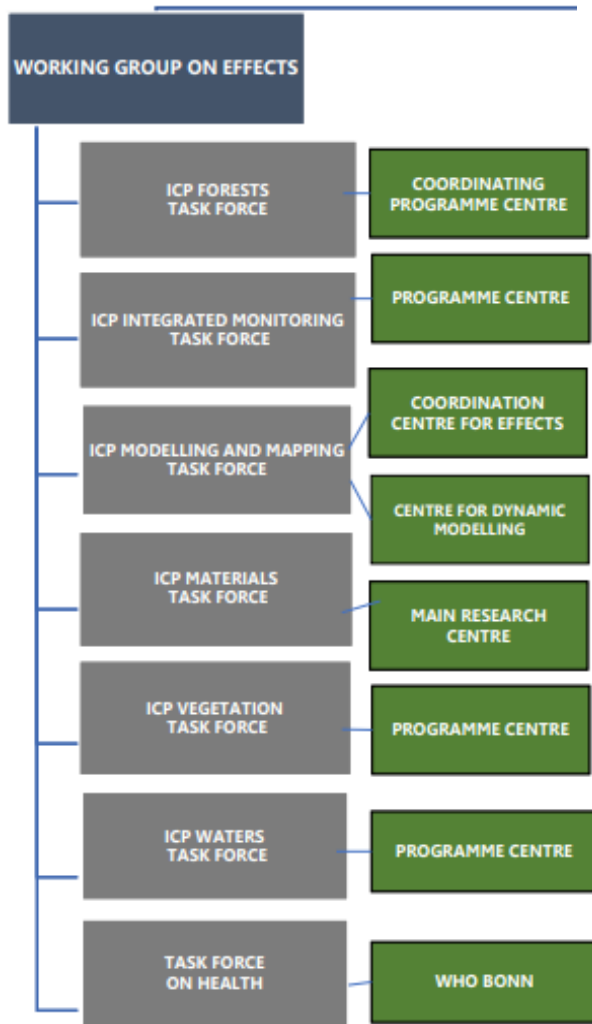 WORKING GROUP ON EFFECTS
ICP FORESTS
TASK FORCE
COORDINATING
PROGRAMME CENTRE
ICP INTEGRATED MONITORING
TASK FORCE
PROGRAMME CENTRE
ICP MODELLING AND MAPPING
TASK FORCE
COORDINATION
CENTRE FOR EFFECTS
CENTRE FOR DYNAMIC
MODELLING
ICP MATERIALS
TASK FORCE
MAIN RESEARCH
CENTRE
ICP VEGETATION
TASK FORCE
PROGRAMME CENTRE
ICP WATERS
TASK FORCE
PROGRAMME CENTRE
TASK FORCE
ON HEALTH
WHO BONN